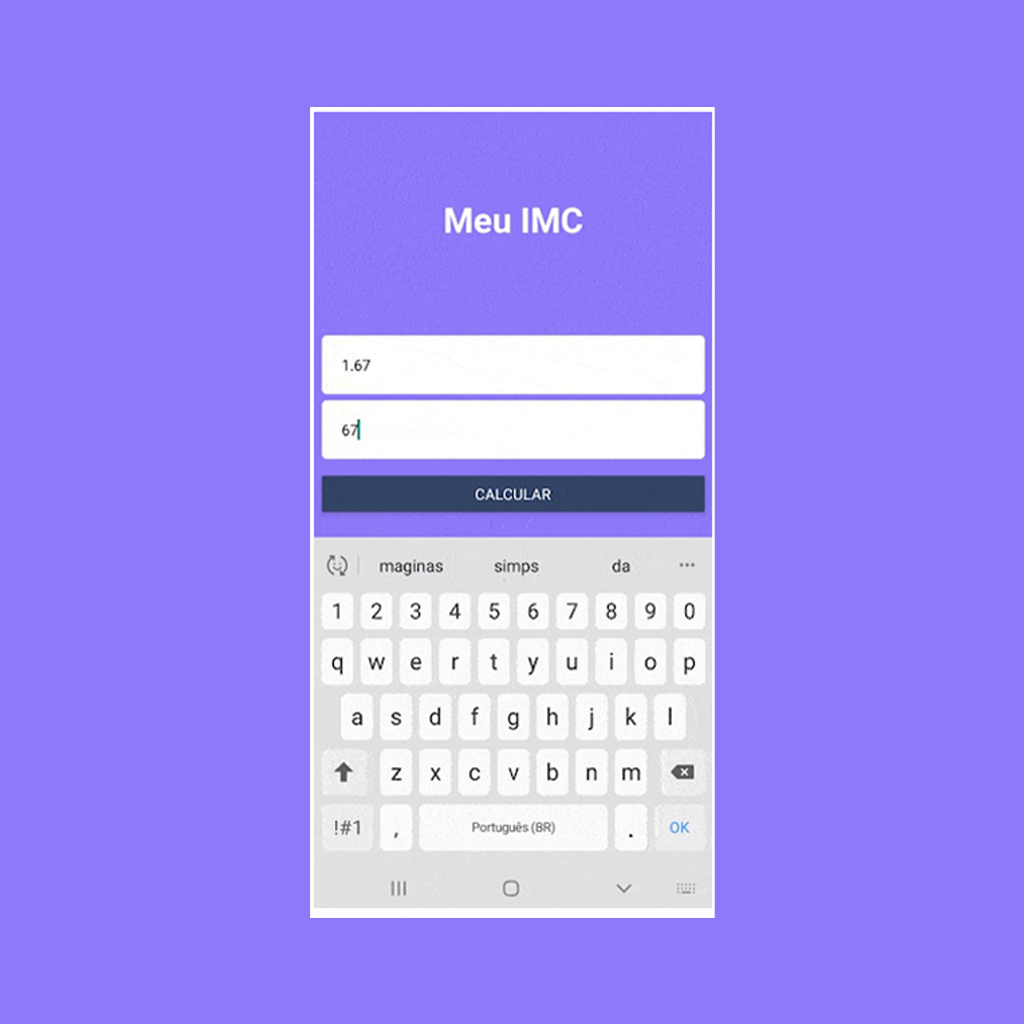 Meu IMC
1.67
67
CALCULAR
maginas simps da
1 2 3 4 5 6 7 8 9 0
q w e r t y u i o p
a s d f g h j k l
z x c v b n m
!#1 , Português (BR) . OK